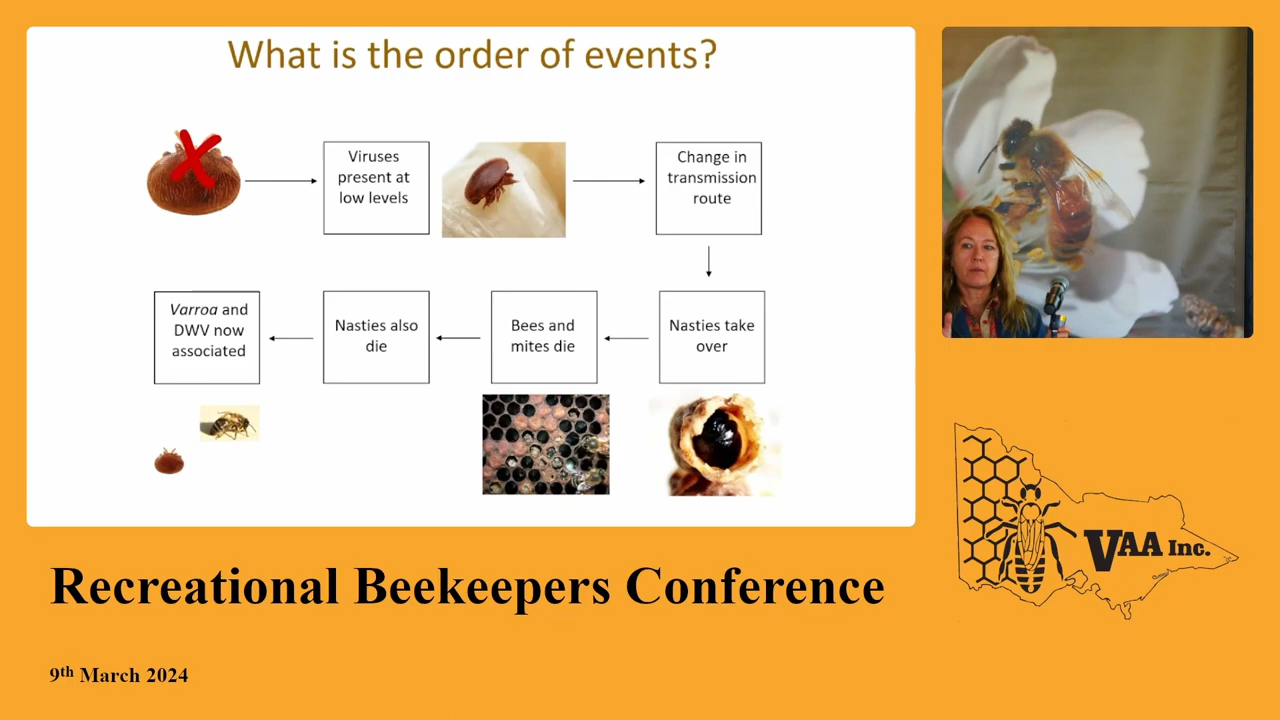 What is the order of events?
Viruses
present at
low levels
Change in
transmission
route
Varroa and
DWV now
associated
Nasties also
die
Bees and
mites die
Nasties take
over
VAA Inc.
Recreational Beekeepers Conference
9th March 2024